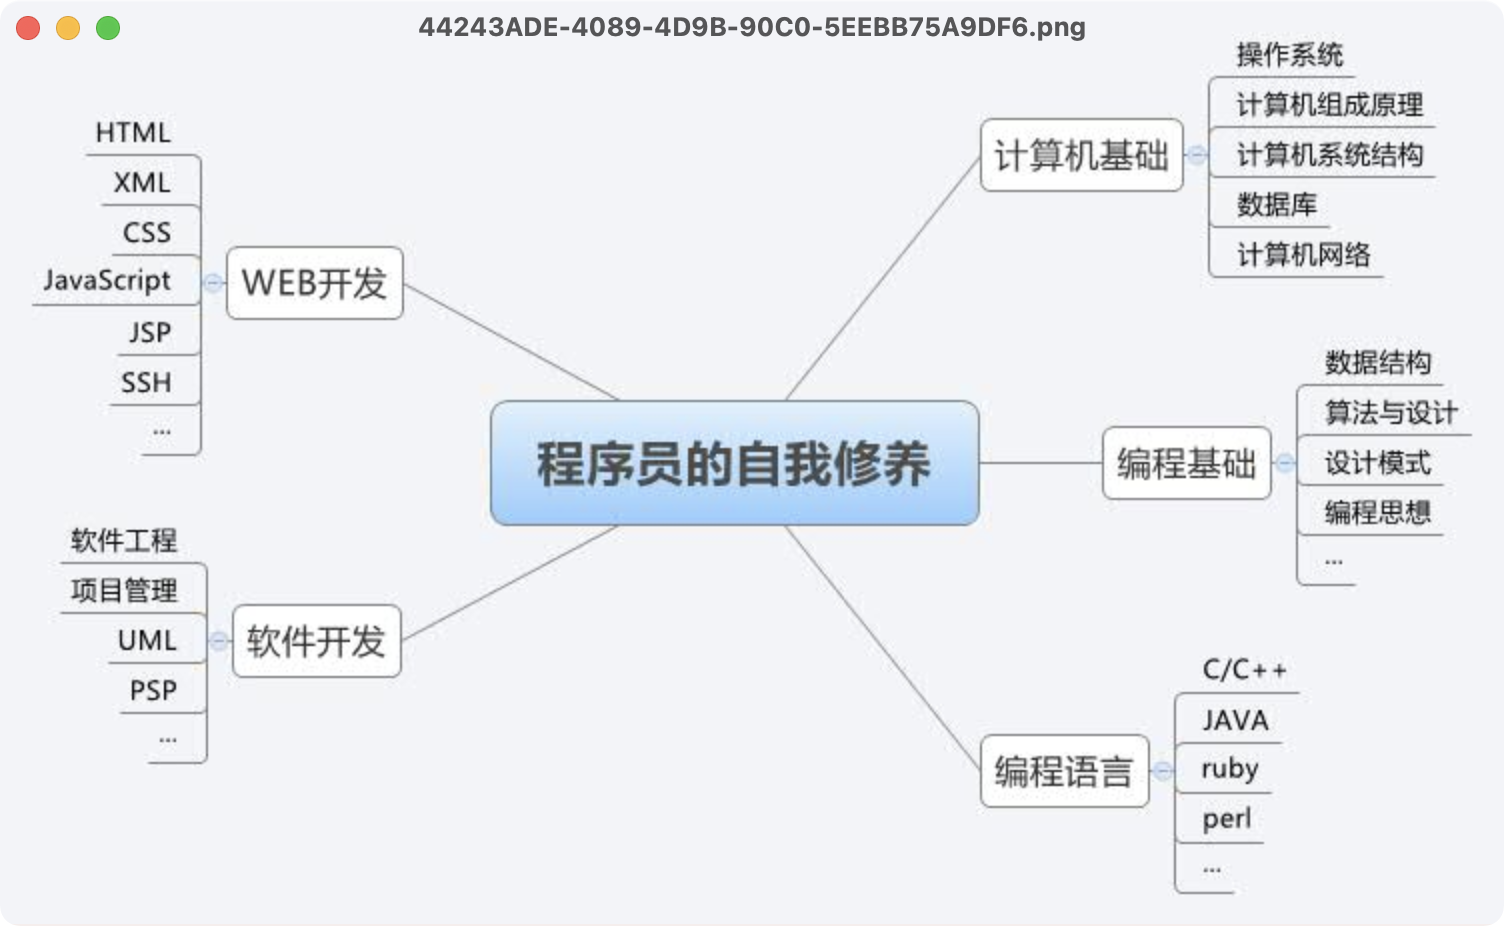 44243ADE-4089-4D9B-90C0-5EEBB75A9DF6.png
程序员的自我修养
计算机基础
操作系统
计算机组成原理
计算机系统结构
数据库
计算机网络
编程基础
数据结构
算法与设计
设计模式
编程思想
...
编程语言
C/C++
JAVA
ruby
perl
...
WEB开发
HTML
XML
CSS
JavaScript
JSP
SSH
...
软件开发
软件工程
项目管理
UML
PSP
...